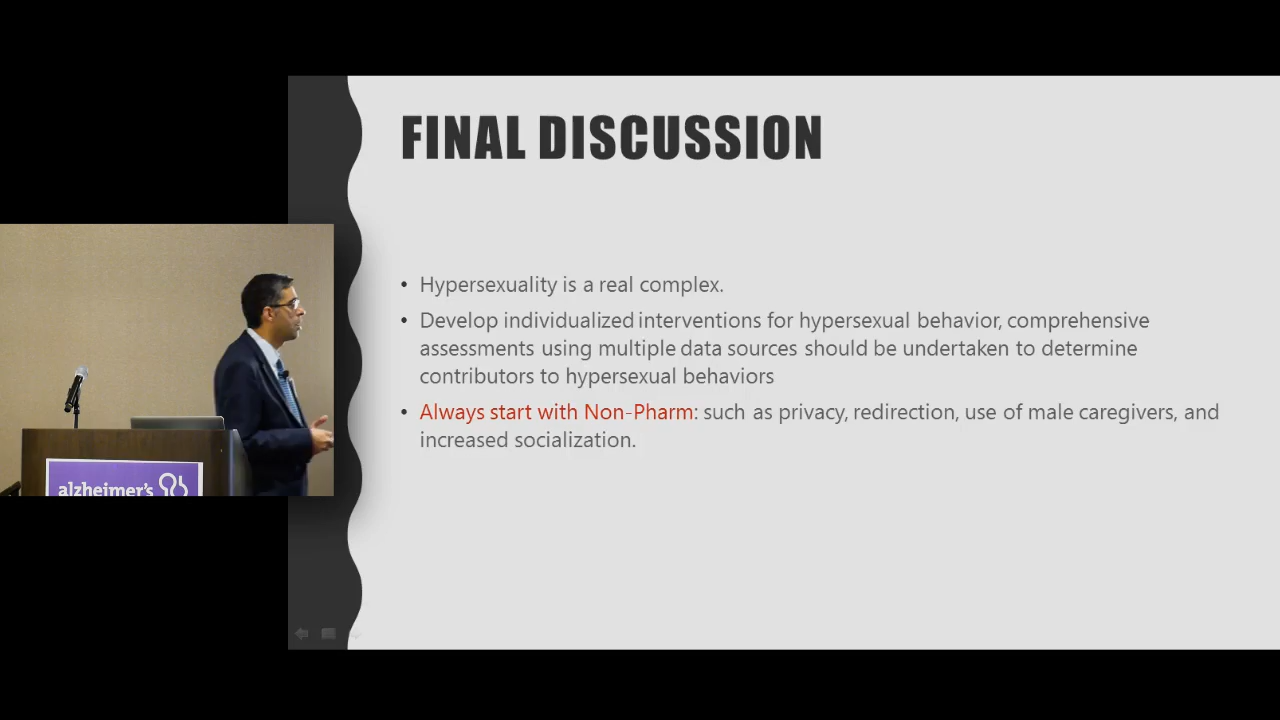 FINAL DISCUSSION
• Hypersexuality is a real complex.
• Develop individualized interventions for hypersexual behavior, comprehensive
assessments using multiple data sources should be undertaken to determine
contributors to hypersexual behaviors
• Always start with Non-Pharm: such as privacy, redirection, use of male caregivers, and
increased socialization.
alzheimer's